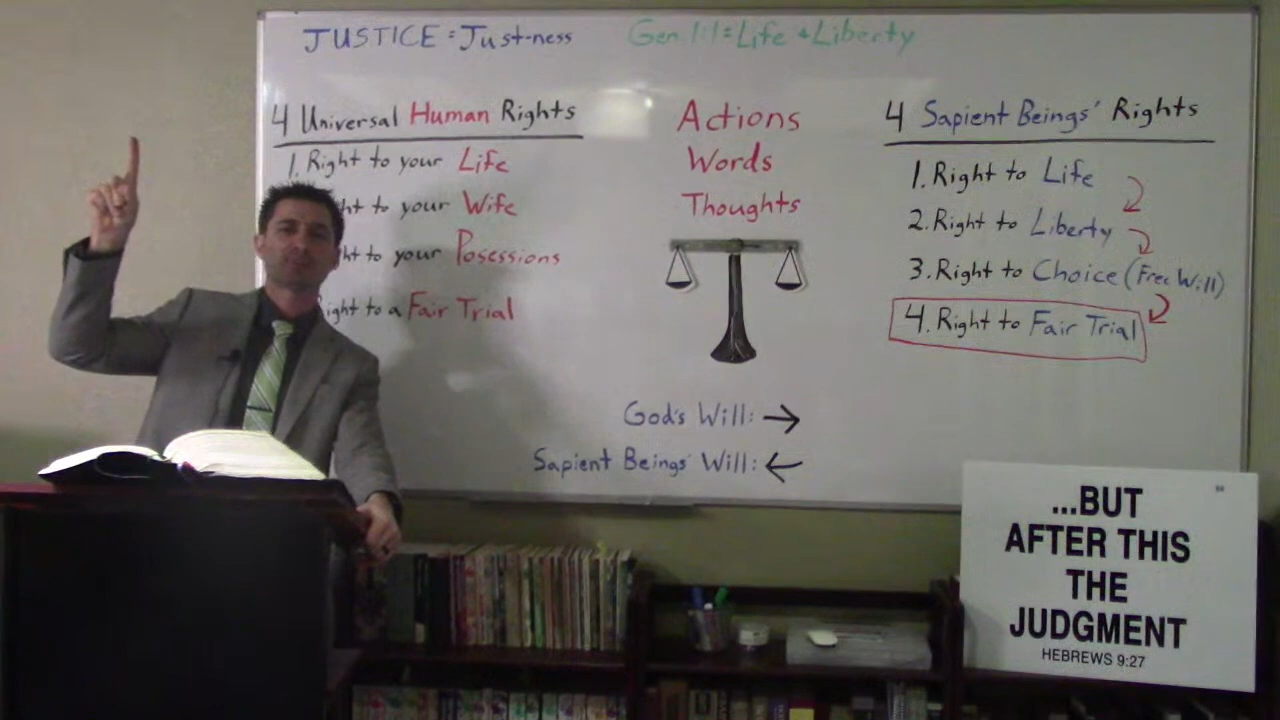 JUSTICE = Just-ness
Gen 1:1 = Life + Liberty
4 Universal Human Rights
1. Right to your Life
ht to your Wife
ht to your Posessions
ight to a Fair Trial
Actions
Words
Thoughts
God's Will: →
Sapient Beings' Will: ←
4 Sapient Beings' Rights
1. Right to Life
2. Right to Liberty
3. Right to Choice (Free Will)
4. Right to Fair Trial
...BUT
AFTER THIS
THE
JUDGMENT
HEBREWS 9:27